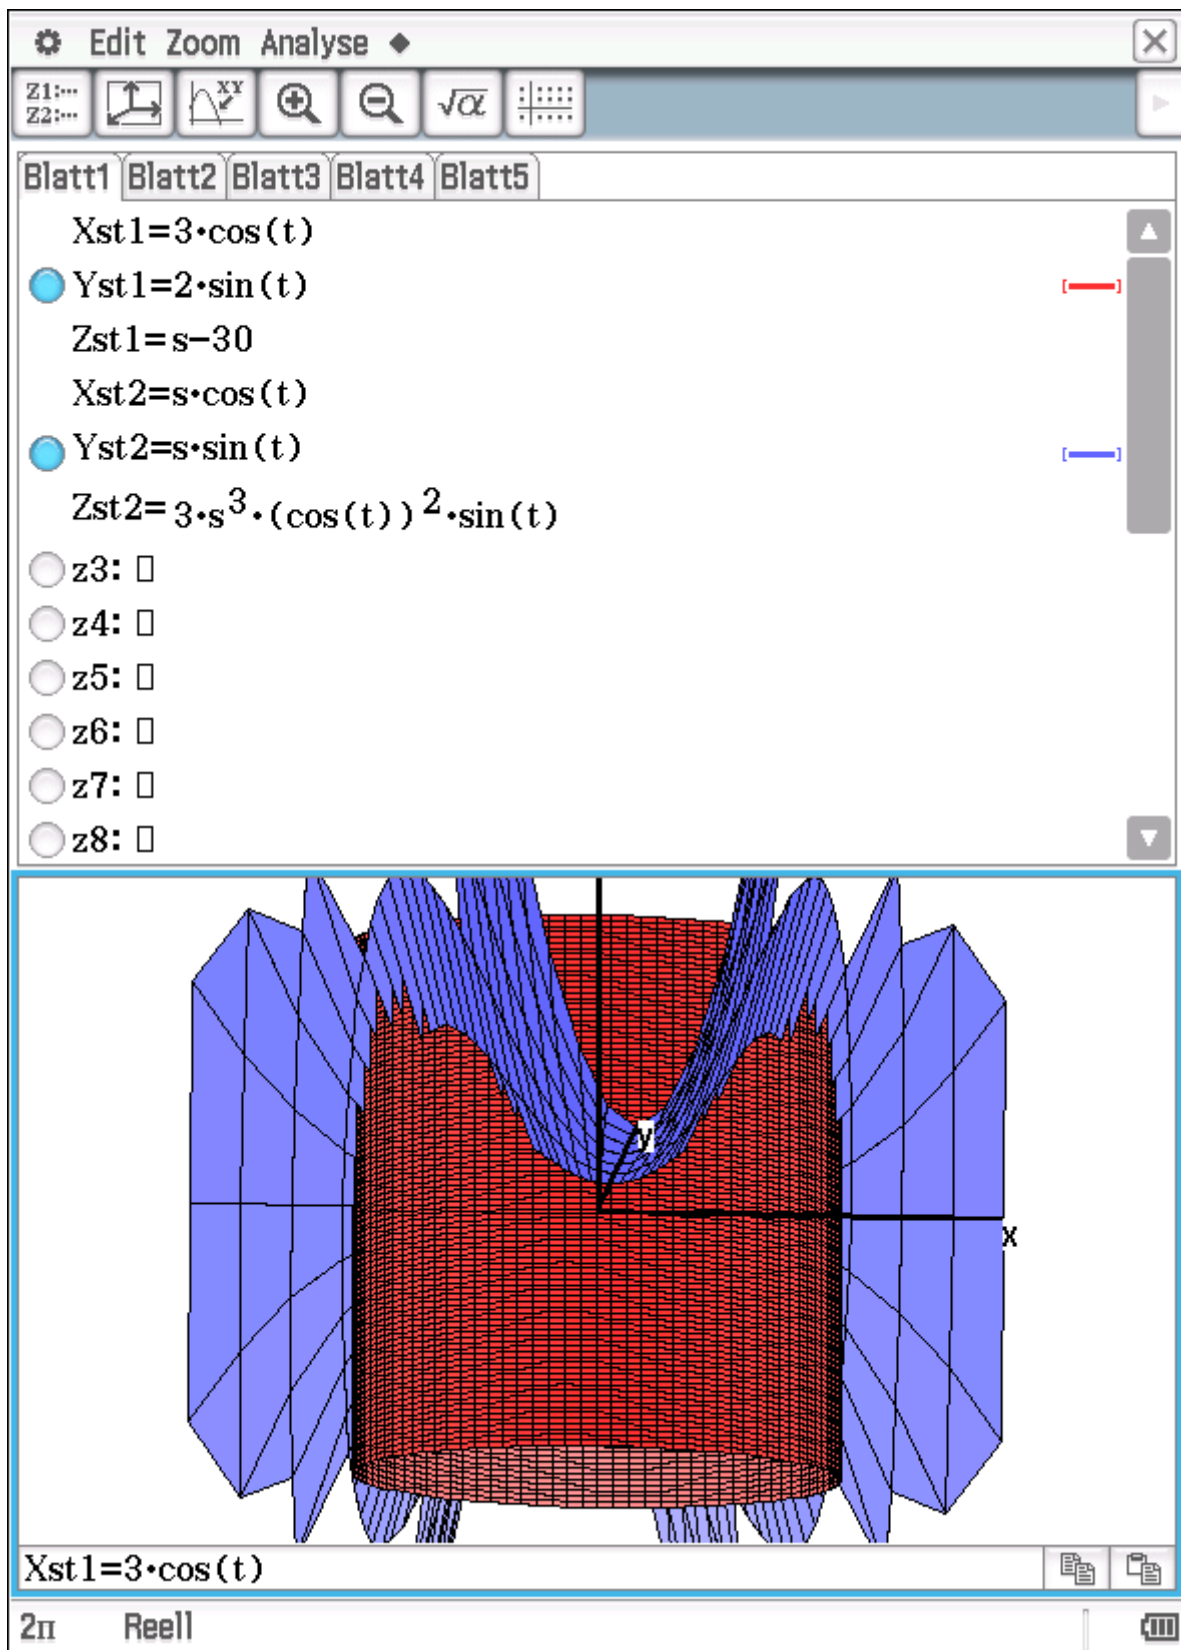 Edit Zoom Analyse
Z1:··· XY √α
Z2:···
Blatt1 Blatt2 Blatt3 Blatt4 Blatt5
Xst1=3·cos(t)
Yst1=2·sin(t)
Zst1=s−30
Xst2=s·cos(t)
Yst2=s·sin(t)
Zst2=3·s³·(cos(t))²·sin(t)
z3:
z4:
z5:
z6:
z7:
z8:
y
x
Xst1=3·cos(t)
2π Reell